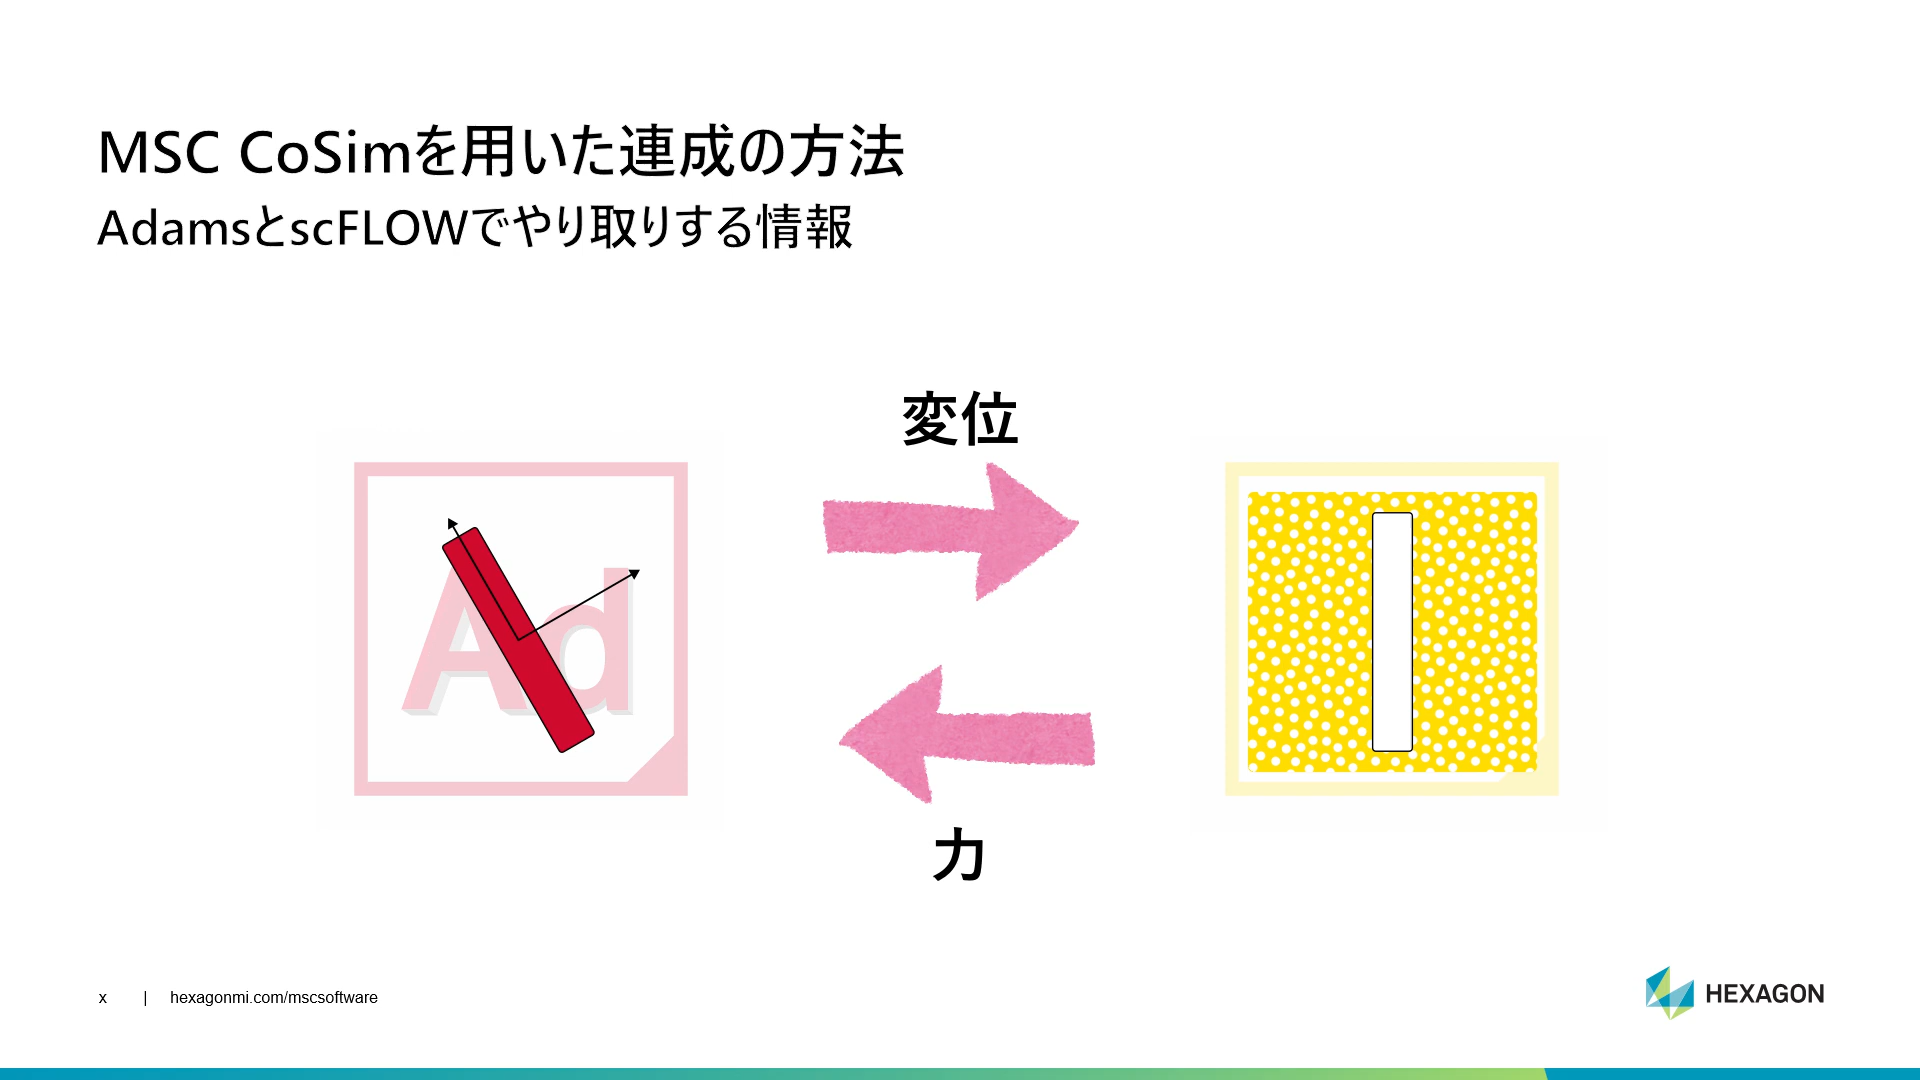 MSC CoSimを用いた連成の方法
AdamsとscFLOWでやり取りする情報
変位
Ad
力
x | hexagonmi.com/mscsoftware
HEXAGON